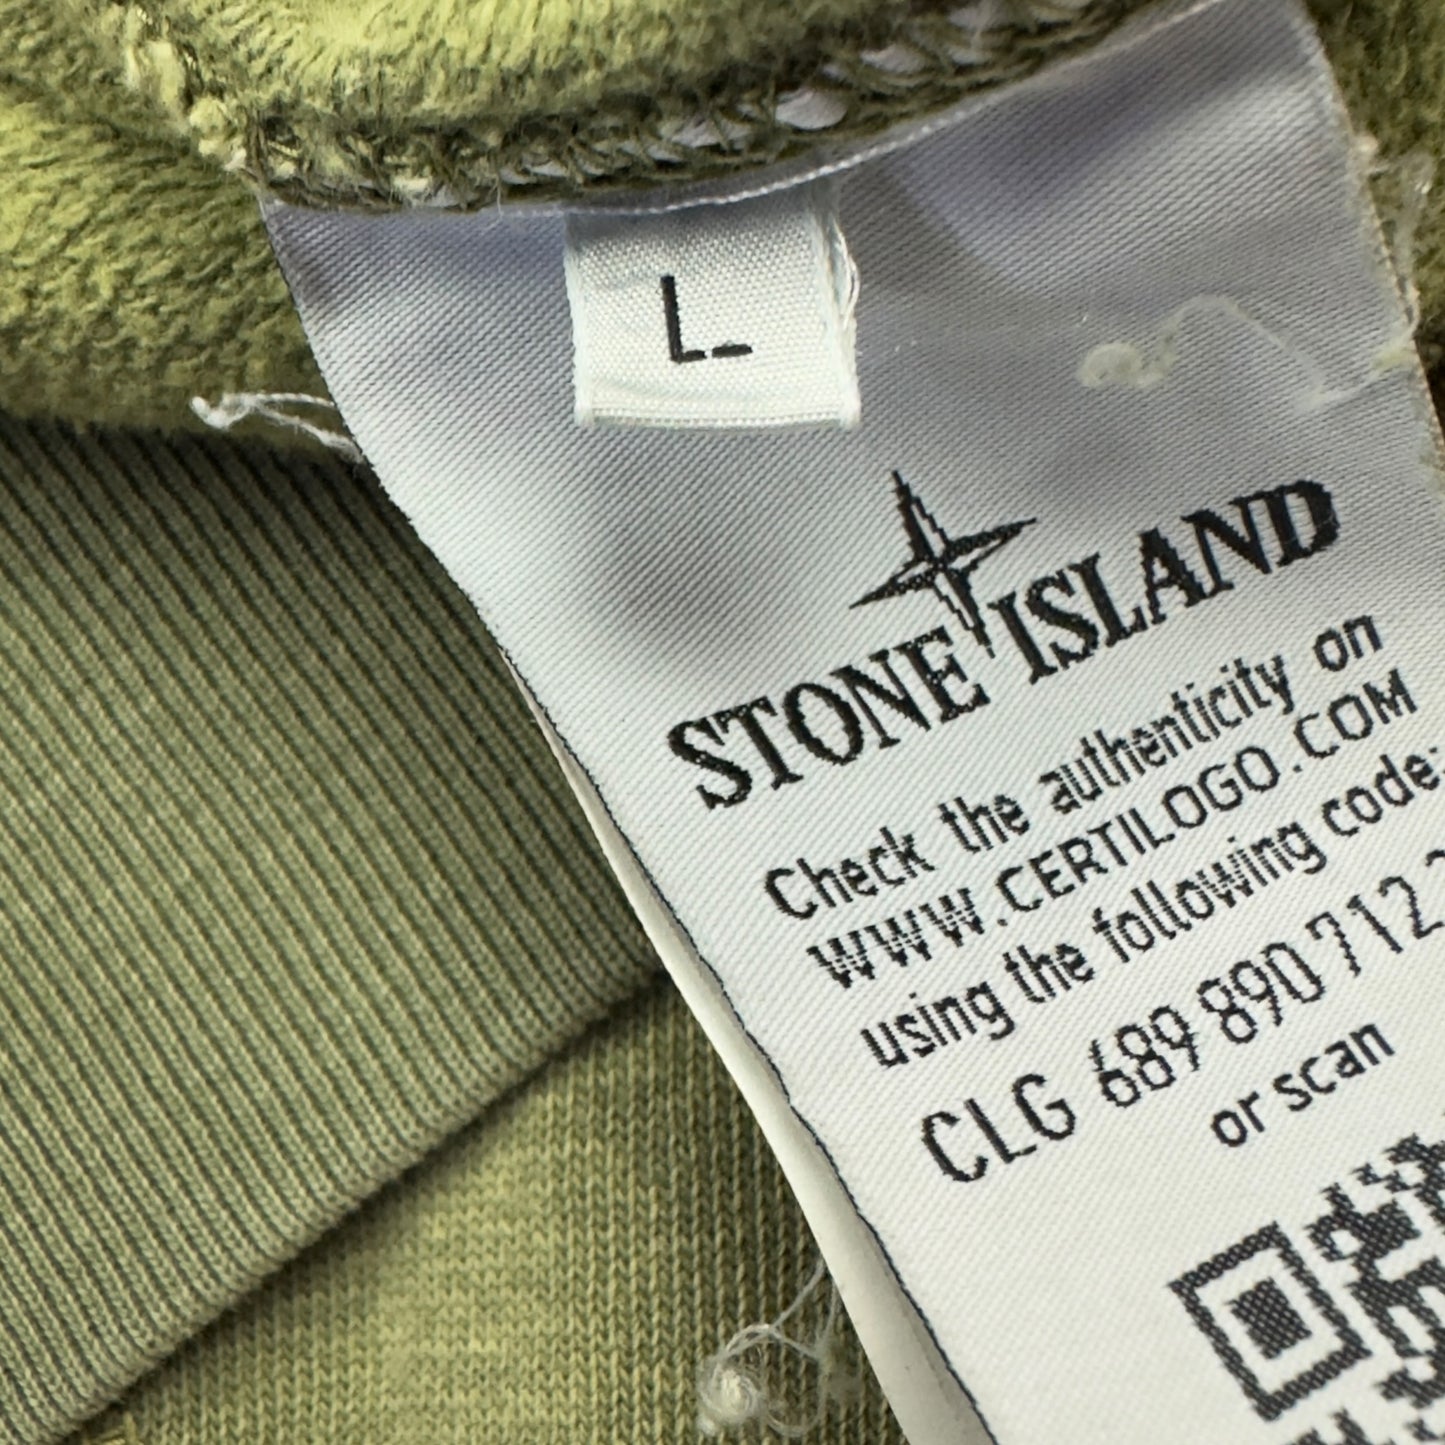 L
STONE ISLAND
Check the authenticity on
WWW.CERTILOGO.COM
using the following code:
CLG 689 890 712
or scan